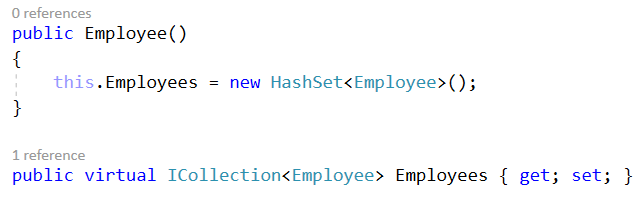 0 references
public Employee()
{
this.Employees = new HashSet<Employee>();
}
1 reference
public virtual ICollection<Employee> Employees { get; set; }